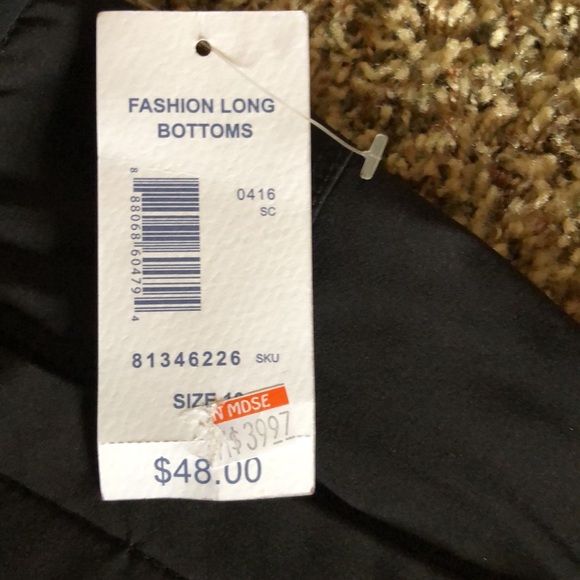 FASHION LONG
BOTTOMS
0416
SC
8 88068 60479 4
81346226 SKU
SIZE
N MDSE
$3997
$48.00